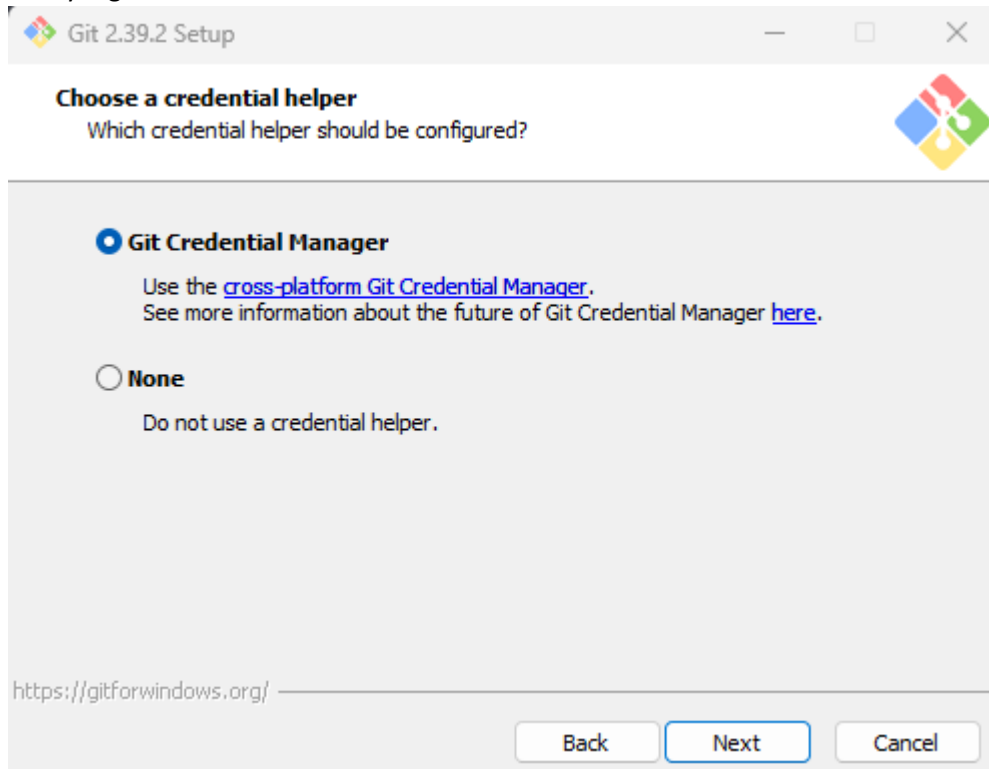 Git 2.39.2 Setup
Choose a credential helper
Which credential helper should be configured?
Git Credential Manager
Use the cross-platform Git Credential Manager.
See more information about the future of Git Credential Manager here.
None
Do not use a credential helper.
https://gitforwindows.org/
Back Next Cancel